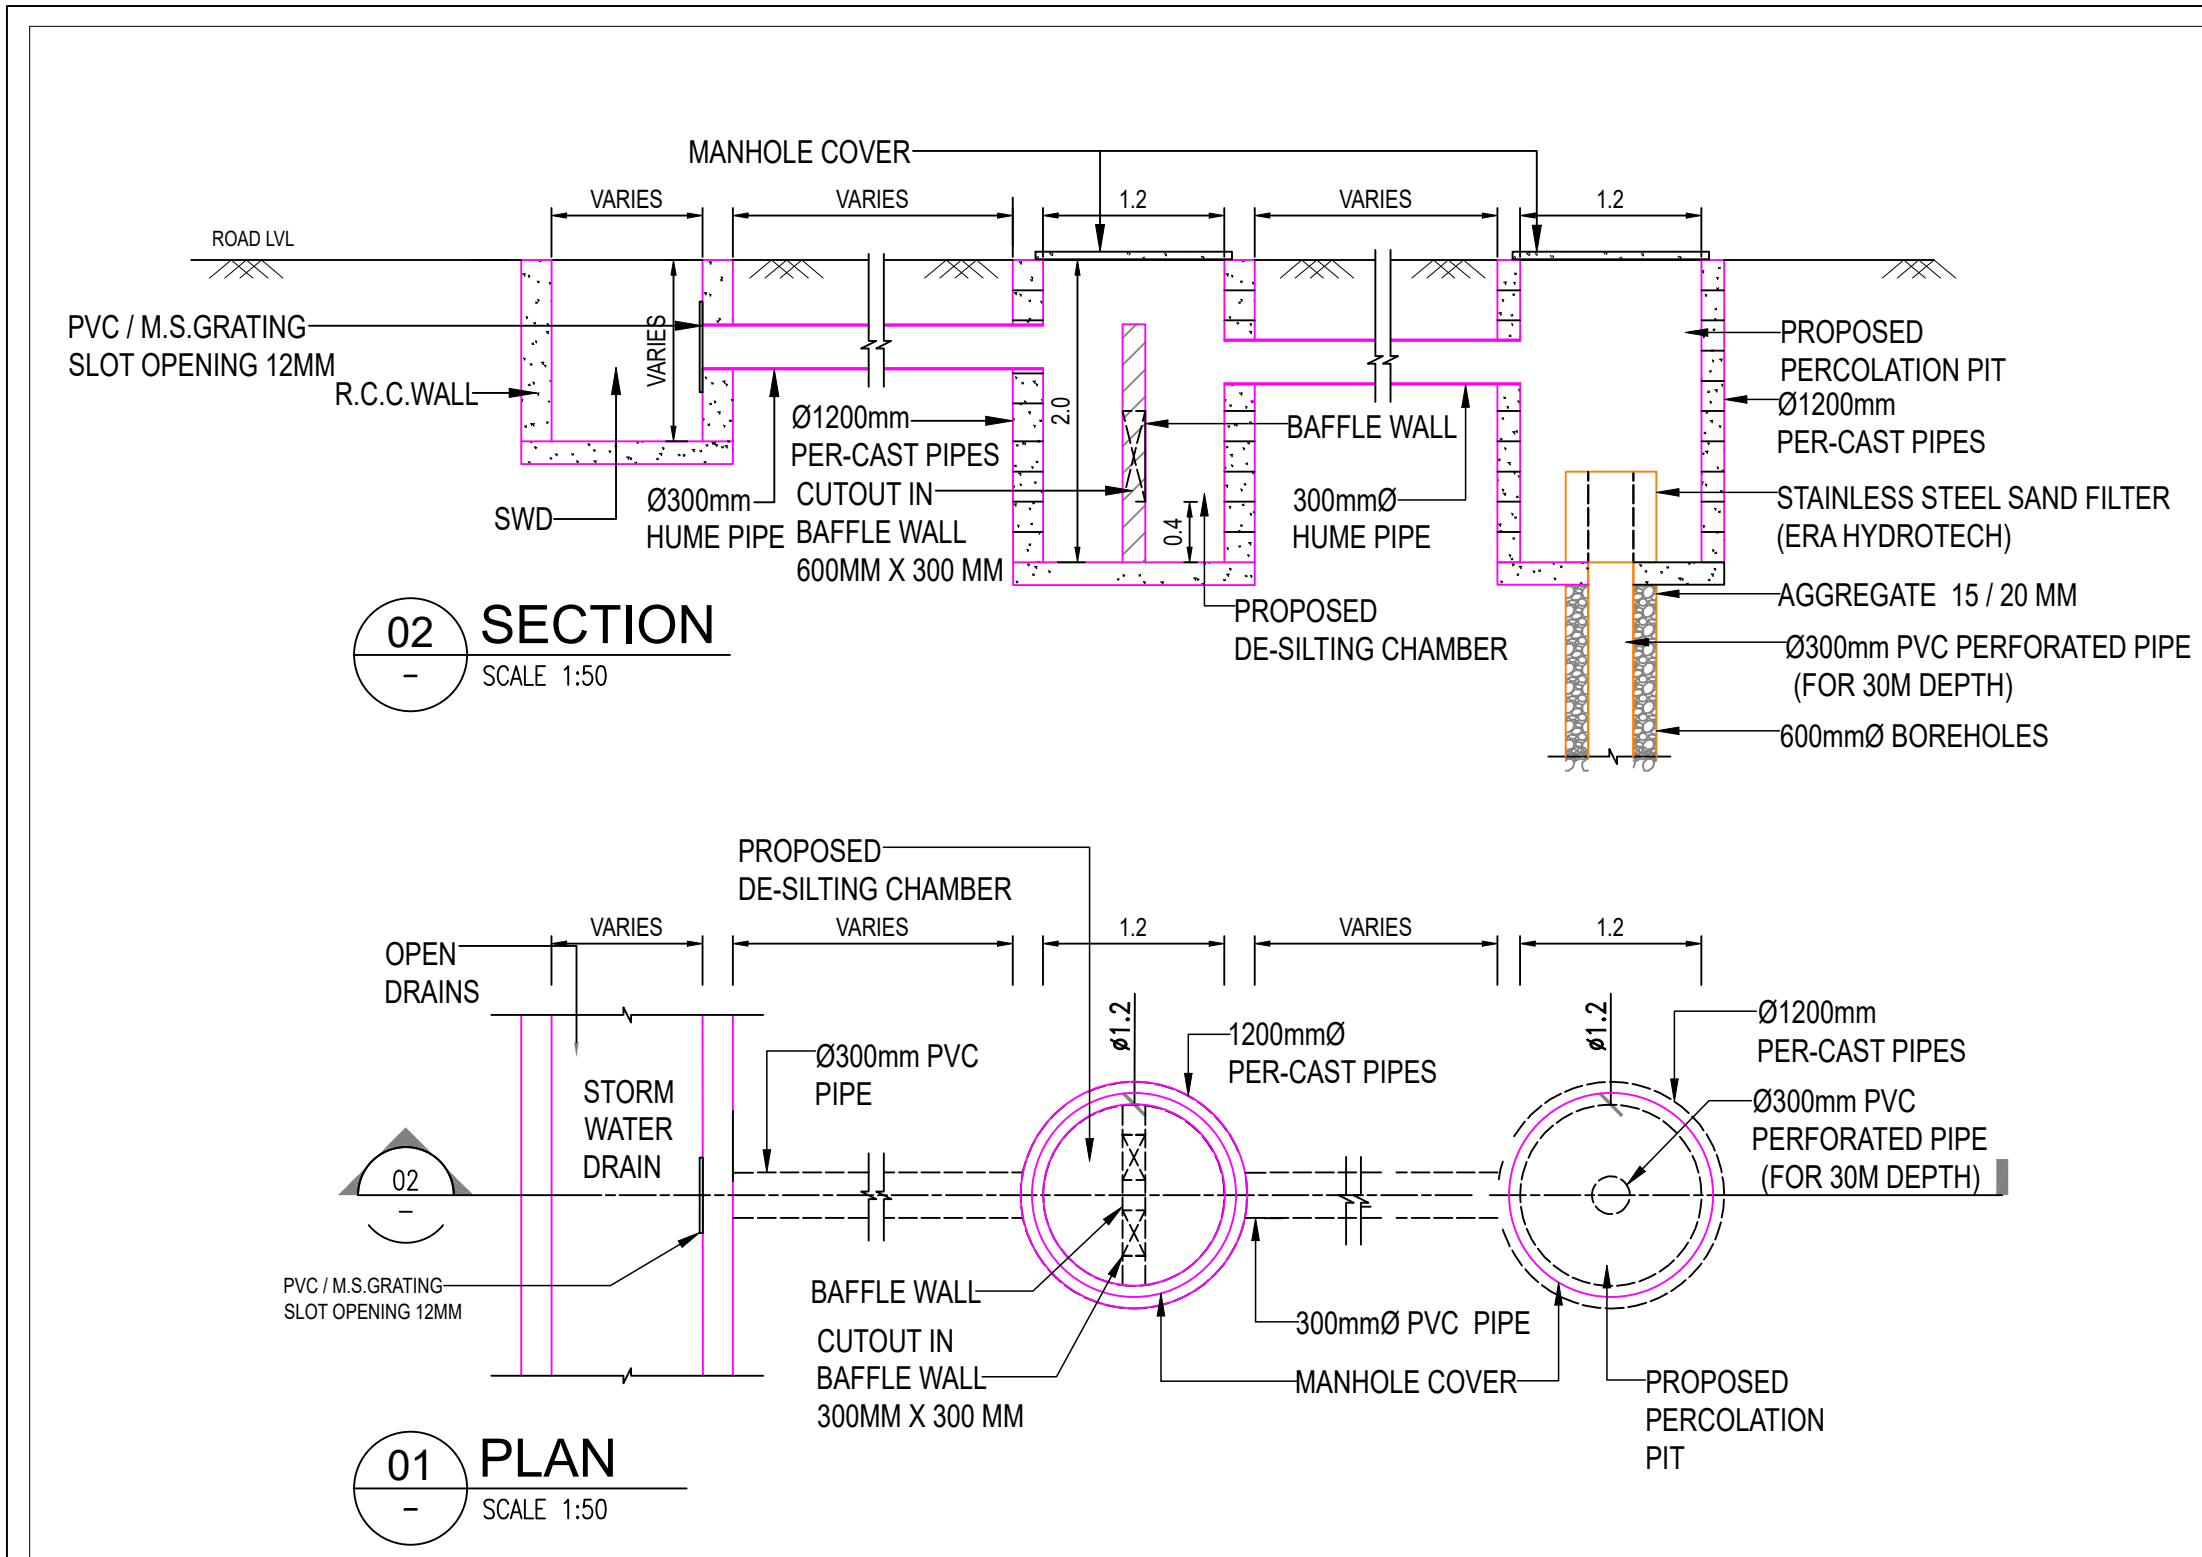 MANHOLE COVER
VARIES
VARIES
1.2
VARIES
1.2
ROAD LVL
PVC / M.S.GRATING
SLOT OPENING 12MM
R.C.C.WALL
VARIES
SWD
Ø300mm
HUME PIPE
Ø1200mm
PER-CAST PIPES
CUTOUT IN
BAFFLE WALL
600MM X 300 MM
2.0
0.4
BAFFLE WALL
300mmØ
HUME PIPE
PROPOSED
DE-SILTING CHAMBER
PROPOSED
PERCOLATION PIT
Ø1200mm
PER-CAST PIPES
STAINLESS STEEL SAND FILTER
(ERA HYDROTECH)
AGGREGATE 15 / 20 MM
Ø300mm PVC PERFORATED PIPE
(FOR 30M DEPTH)
600mmØ BOREHOLES
02
-
SECTION
SCALE 1:50
PROPOSED
DE-SILTING CHAMBER
VARIES
VARIES
1.2
VARIES
1.2
OPEN
DRAINS
STORM
WATER
DRAIN
Ø300mm PVC
PIPE
ø1.2
1200mmØ
PER-CAST PIPES
ø1.2
Ø1200mm
PER-CAST PIPES
Ø300mm PVC
PERFORATED PIPE
(FOR 30M DEPTH)
02
-
PVC / M.S.GRATING
SLOT OPENING 12MM
BAFFLE WALL
CUTOUT IN
BAFFLE WALL
300MM X 300 MM
300mmØ PVC PIPE
MANHOLE COVER
PROPOSED
PERCOLATION
PIT
01
-
PLAN
SCALE 1:50